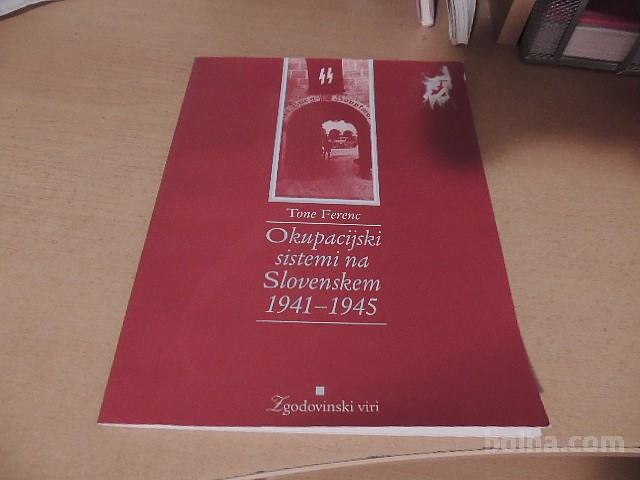 Tone Ferenc
Okupacijski
sistemi na
Slovenskem
1941–1945
Zgodovinski viri
bolha.com